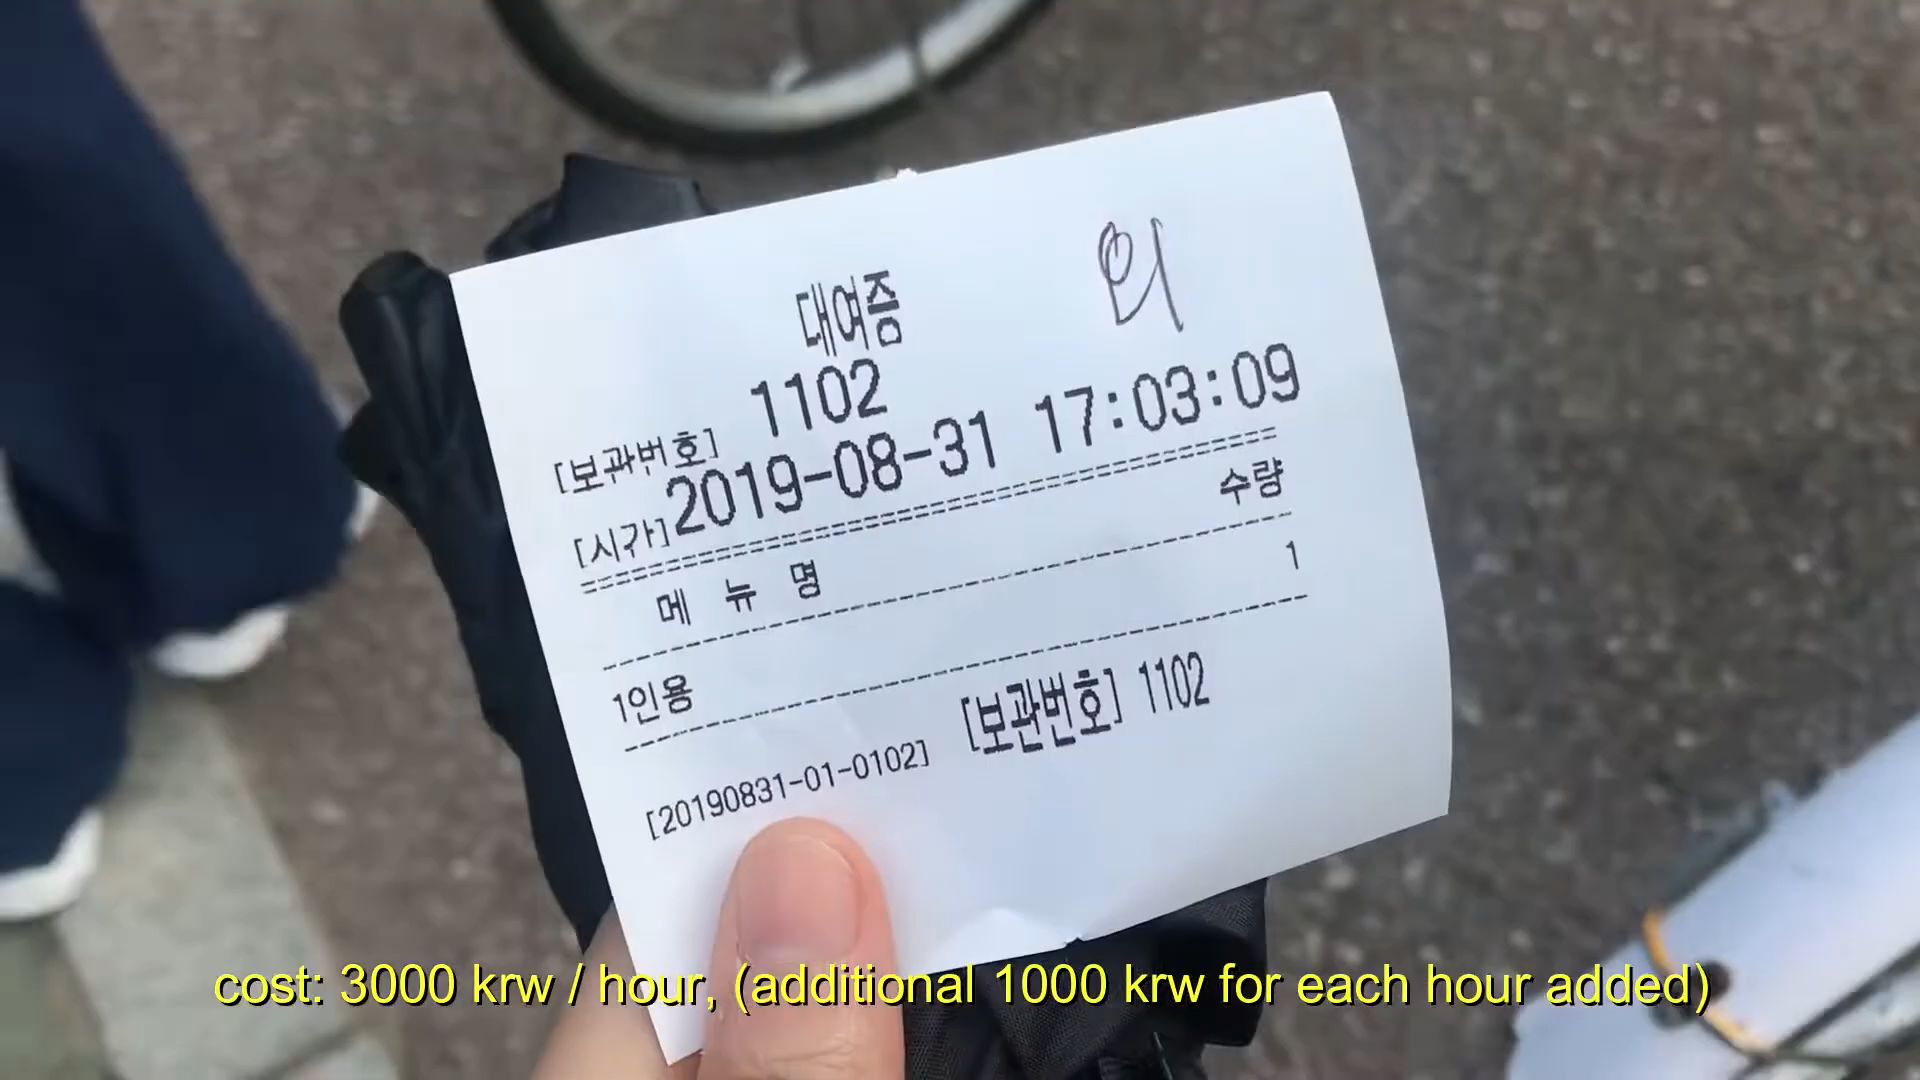 대여증
[보관번호] 1102
[시간] 2019-08-31 17:03:09
메 뉴 명 수량
1인용 1
[20190831-01-0102] [보관번호] 1102
cost: 3000 krw / hour, (additional 1000 krw for each hour added)